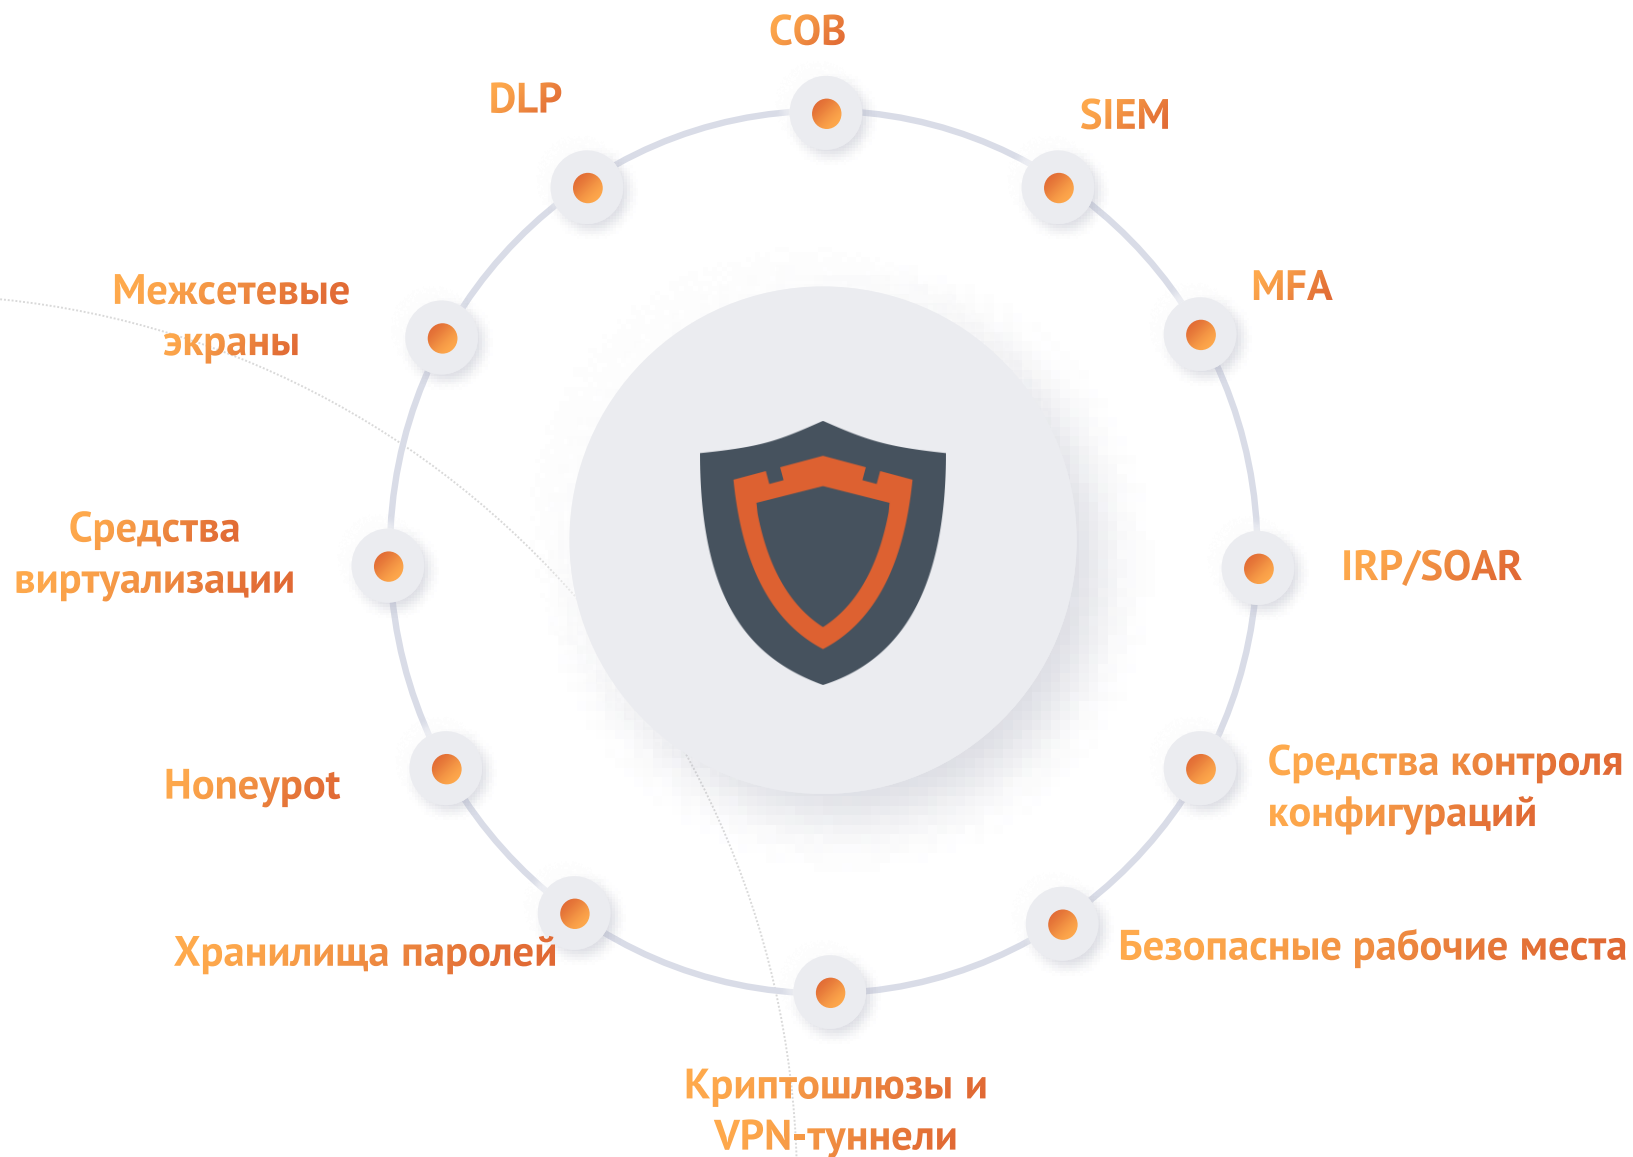 СОВ
DLP
SIEM
MFA
Межсетевые
экраны
Средства
виртуализации
IRP/SOAR
Honeypot
Средства контроля
конфигураций
Хранилища паролей
Безопасные рабочие места
Криптошлюзы и
VPN-туннели